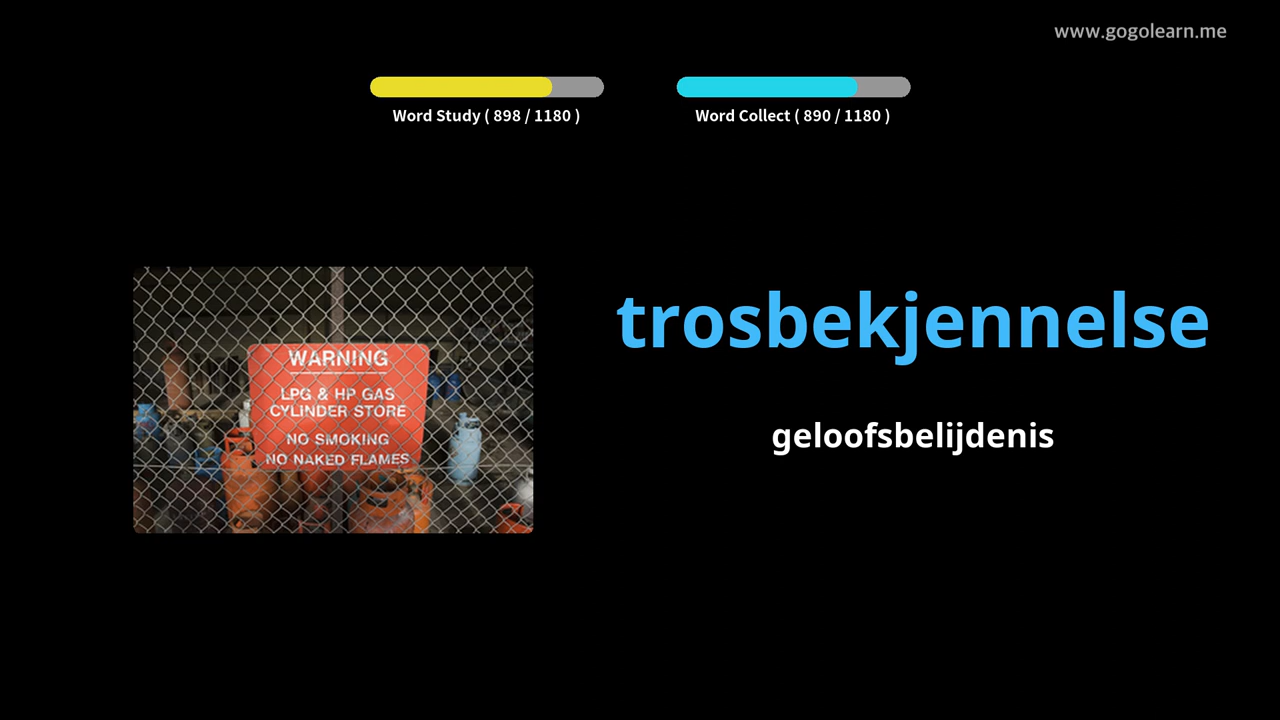 www.gogolearn.me
Word Study ( 898 / 1180 )
Word Collect ( 890 / 1180 )
WARNING
LPG & HP GAS
CYLINDER STORE
NO SMOKING
NO NAKED FLAMES
trosbekjennelse
geloofsbelijdenis